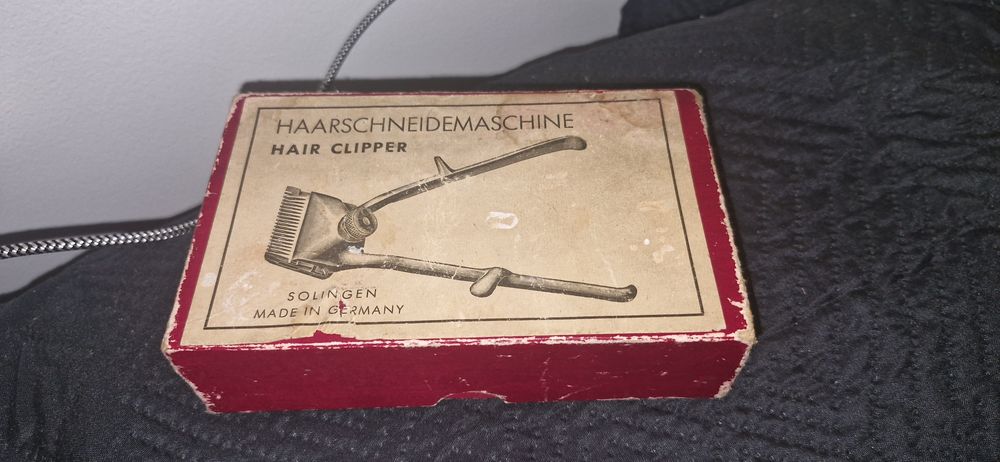 HAARSCHNEIDEMASCHINE
HAIR CLIPPER
SOLINGEN
MADE IN GERMANY